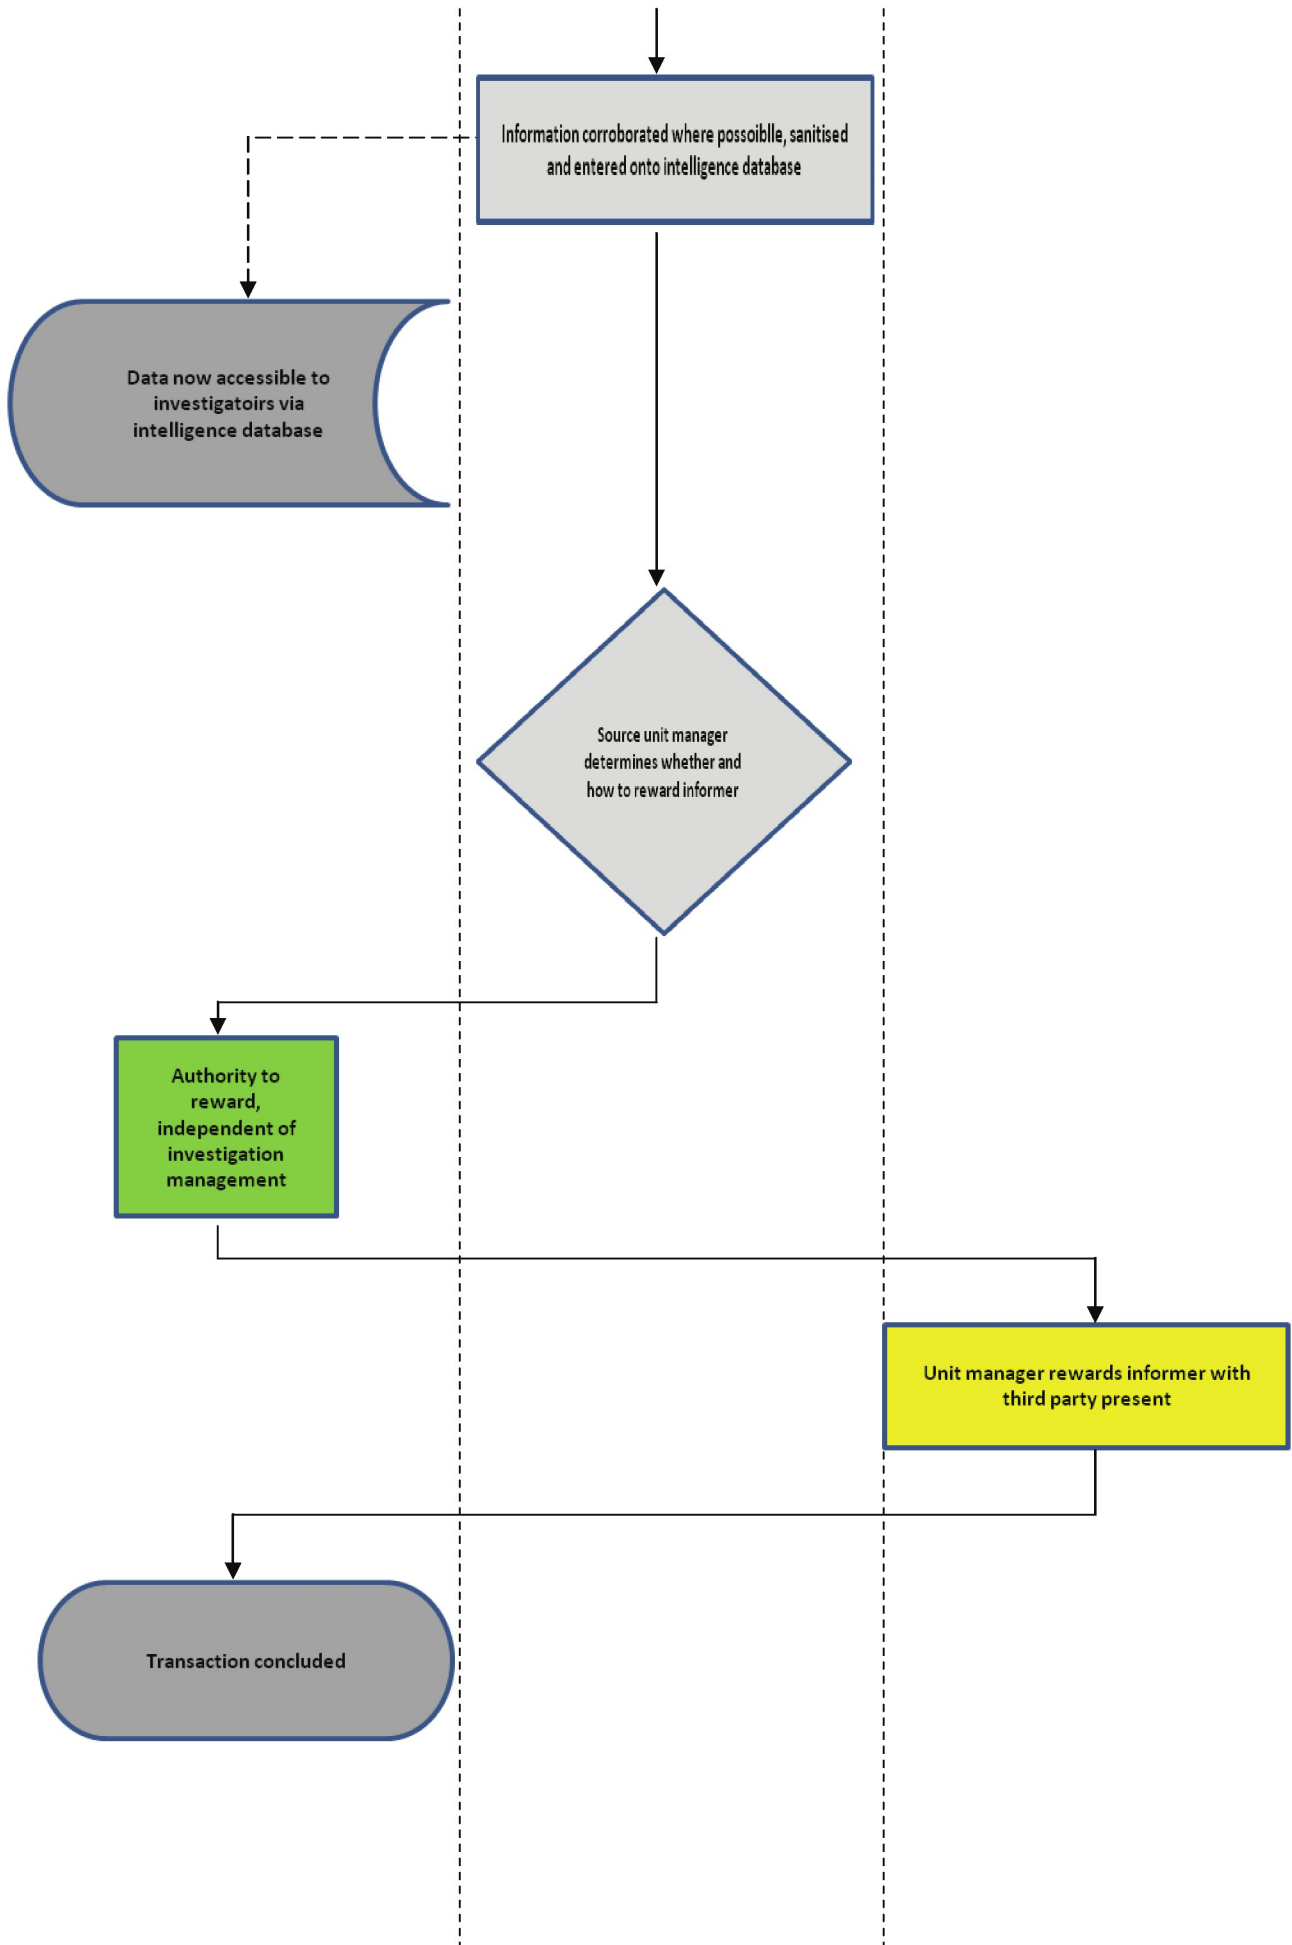 Information corroborated where possoiblle, sanitised
and entered onto intelligence database
Data now accessible to
investigatoirs via
intelligence database
Source unit manager
determines whether and
how to reward informer
Authority to
reward,
independent of
investigation
management
Unit manager rewards informer with
third party present
Transaction concluded